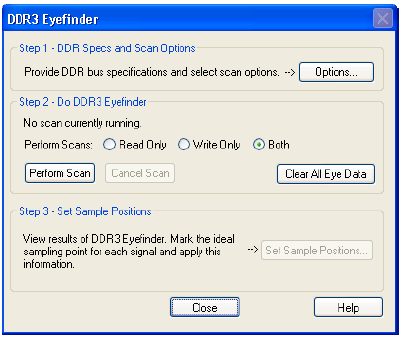 DDR3 Eyefinder
Step 1 - DDR Specs and Scan Options
Provide DDR bus specifications and select scan options. --> Options...
Step 2 - Do DDR3 Eyefinder
No scan currently running.
Perform Scans: Read Only Write Only Both
Perform Scan Cancel Scan Clear All Eye Data
Step 3 - Set Sample Positions
View results of DDR3 Eyefinder. Mark the ideal
sampling point for each signal and apply this
information.
--> Set Sample Positions...
Close Help